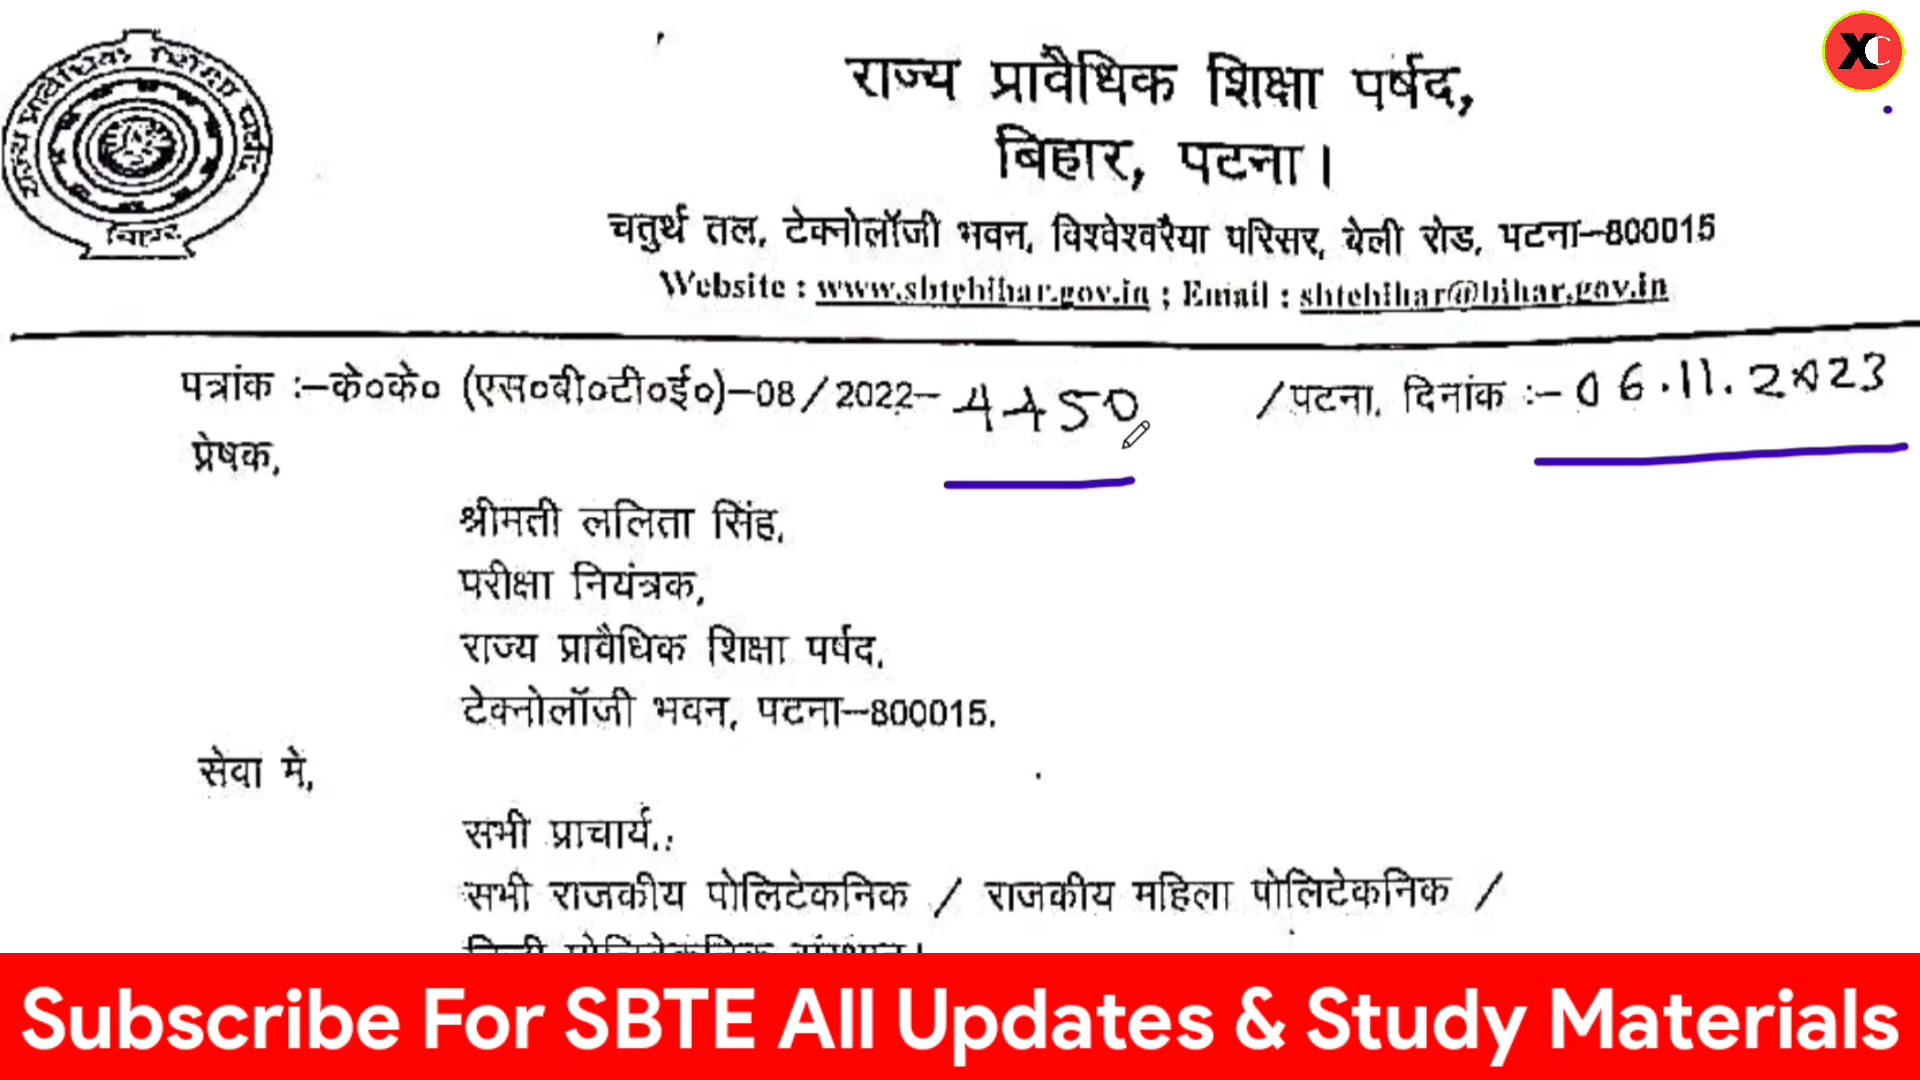 राज्य प्रावैधिक शिक्षा पर्षद
बिहार
XC
राज्य प्रावैधिक शिक्षा पर्षद,
बिहार, पटना।
चतुर्थ तल, टेक्नोलॉजी भवन, विश्वेश्वरैया परिसर, बेली रोड, पटना–800015
Website : www.sbtebihar.gov.in ; Email : sbtebihar@bihar.gov.in
पत्रांक :–के०के० (एस०बी०टी०ई०)–08/2022– 4450 /पटना, दिनांक :– 06.11.2023
प्रेषक,
श्रीमती ललिता सिंह,
परीक्षा नियंत्रक,
राज्य प्रावैधिक शिक्षा पर्षद,
टेक्नोलॉजी भवन, पटना–800015.
सेवा मे,
सभी प्राचार्य,
सभी राजकीय पोलिटेकनिक / राजकीय महिला पोलिटेकनिक /
Subscribe For SBTE All Updates & Study Materials